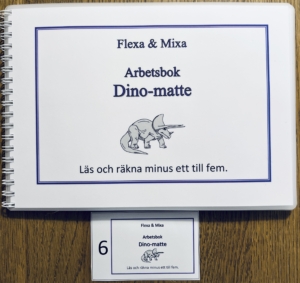 Flexa & Mixa
Arbetsbok
Dino-matte
Läs och räkna minus ett till fem.
Flexa & Mixa
6
Arbetsbok
Dino-matte
Läs och räkna minus ett till fem.